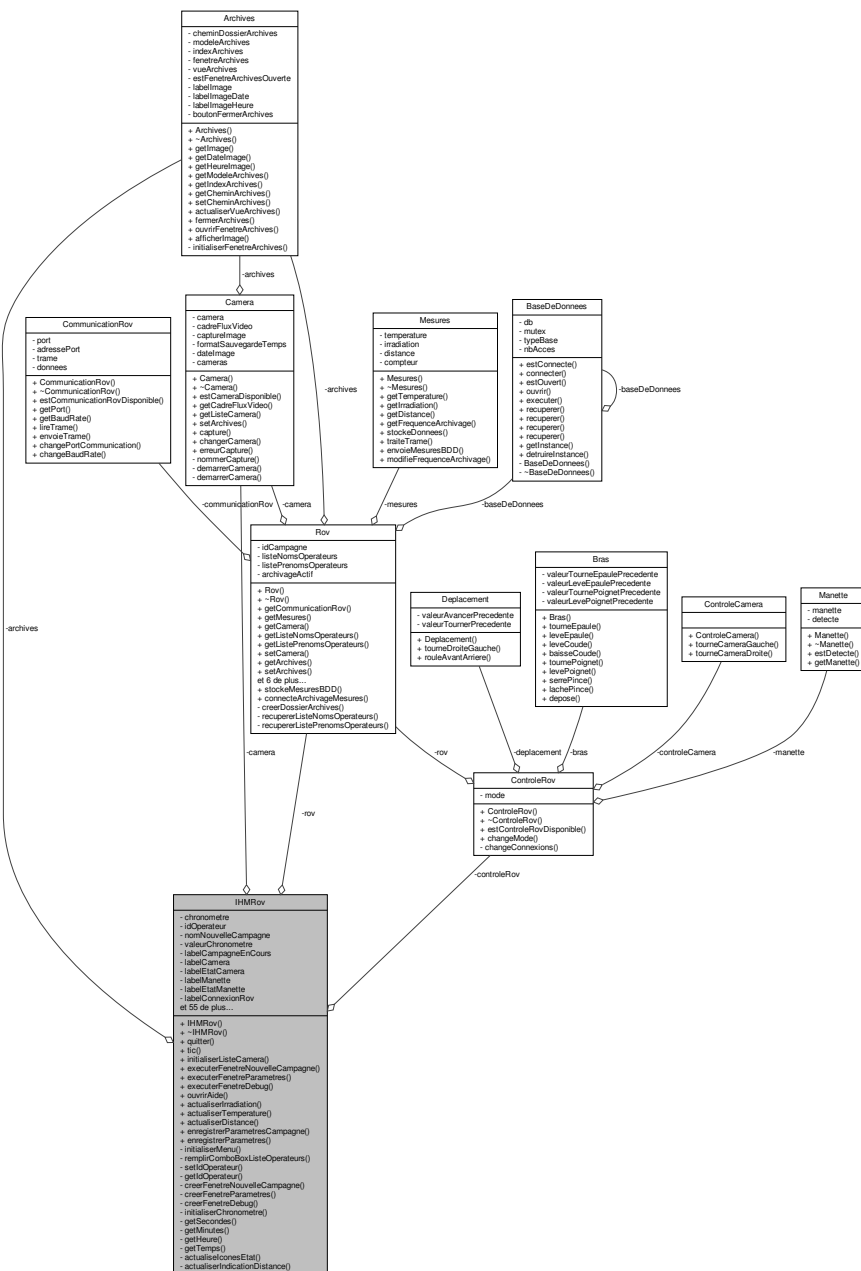 Archives
- cheminDossierArchives
- modeleArchives
- indexArchives
- fenetreArchives
- vueArchives
- estFenetreArchivesOuverte
- labelImage
- labelImageDate
- labelImageHeure
- boutonFermerArchives
+ Archives()
+ ~Archives()
+ getImage()
+ getDateImage()
+ getHeureImage()
+ getModeleArchives()
+ getIndexArchives()
+ getCheminArchives()
+ setCheminArchives()
+ actualiserVueArchives()
+ fermerArchives()
+ ouvrirFenetreArchives()
+ afficherImage()
- initialiserFenetreArchives()
-archives
CommunicationRov
- port
- adressePort
- trame
- donnees
+ CommunicationRov()
+ ~CommunicationRov()
+ estCommunicationRovDisponible()
+ getPort()
+ getBaudRate()
+ lireTrame()
+ envoieTrame()
+ changePortCommunication()
+ changeBaudRate()
Camera
- camera
- cadreFluxVideo
- captureImage
- formatSauvegardeTemps
- dateImage
- cameras
+ Camera()
+ ~Camera()
+ estCameraDisponible()
+ getCadreFluxVideo()
+ getListeCamera()
+ setArchives()
+ capture()
+ changerCamera()
+ erreurCapture()
- nommerCapture()
- demarrerCamera()
- demarrerCamera()
-archives
Mesures
- temperature
- irradiation
- distance
- compteur
+ Mesures()
+ ~Mesures()
+ getTemperature()
+ getIrradiation()
+ getDistance()
+ getFrequenceArchivage()
+ stockeDonnees()
+ traiteTrame()
+ envoieMesuresBDD()
+ modifieFrequenceArchivage()
BaseDeDonnees
- db
- mutex
- typeBase
- nbAcces
+ estConnecte()
+ connecter()
+ estOuvert()
+ ouvrir()
+ executer()
+ recuperer()
+ recuperer()
+ recuperer()
+ recuperer()
+ getInstance()
+ detruireInstance()
- BaseDeDonnees()
- ~BaseDeDonnees()
-baseDeDonnees
-communicationRov
-camera
-mesures
-baseDeDonnees
Rov
- idCampagne
- listeNomsOperateurs
- listePrenomsOperateurs
- archivageActif
+ Rov()
+ ~Rov()
+ getCommunicationRov()
+ getMesures()
+ getCamera()
+ getListeNomsOperateurs()
+ getListePrenomsOperateurs()
+ setCamera()
+ getArchives()
+ setArchives()
et 6 de plus...
+ stockeMesuresBDD()
+ connecteArchivageMesures()
- creerDossierArchives()
- recupererListeNomsOperateurs()
- recupererListePrenomsOperateurs()
Deplacement
- valeurAvancerPrecedente
- valeurTournerPrecedente
+ Deplacement()
+ tourneDroiteGauche()
+ rouleAvantArriere()
Bras
- valeurTourneEpaulePrecedente
- valeurLeveEpaulePrecedente
- valeurTournePoignetPrecedente
- valeurLevePoignetPrecedente
+ Bras()
+ tourneEpaule()
+ leveEpaule()
+ leveCoude()
+ baisseCoude()
+ tournePoignet()
+ levePoignet()
+ serrePince()
+ lachePince()
+ depose()
ControleCamera
+ ControleCamera()
+ tourneCameraGauche()
+ tourneCameraDroite()
Manette
- manette
- detecte
+ Manette()
+ ~Manette()
+ estDetecte()
+ getManette()
-archives
-camera
-rov
-rov
-deplacement
-bras
-controleCamera
-manette
ControleRov
- mode
+ ControleRov()
+ ~ControleRov()
+ estControleRovDisponible()
+ changeMode()
- changeConnexions()
-controleRov
IHMRov
- chronometre
- idOperateur
- nomNouvelleCampagne
- valeurChronometre
- labelCampagneEnCours
- labelCamera
- labelEtatCamera
- labelManette
- labelEtatManette
- labelConnexionRov
et 55 de plus...
+ IHMRov()
+ ~IHMRov()
+ quitter()
+ tic()
+ initialiserListeCamera()
+ executerFenetreNouvelleCampagne()
+ executerFenetreParametres()
+ executerFenetreDebug()
+ ouvrirAide()
+ actualiserIrradiation()
+ actualiserTemperature()
+ actualiserDistance()
+ enregistrerParametresCampagne()
+ enregistrerParametres()
- initialiserMenu()
- remplirComboBoxListeOperateurs()
- setIdOperateur()
- getIdOperateur()
- creerFenetreNouvelleCampagne()
- creerFenetreParametres()
- creerFenetreDebug()
- initialiserChronometre()
- getSecondes()
- getMinutes()
- getHeure()
- getTemps()
- actualiseIconesEtat()
- actualiserIndicationDistance()